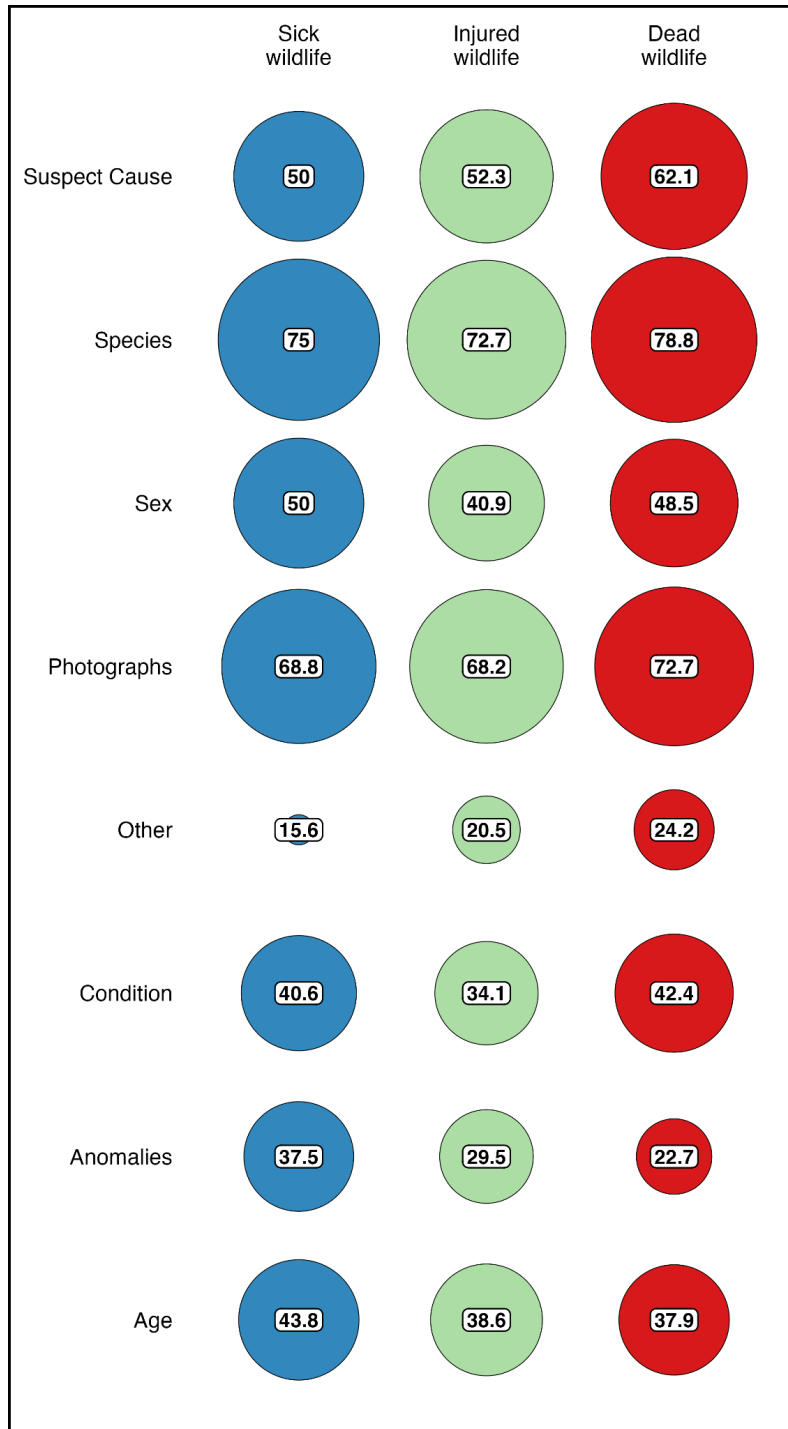 Sick wildlife
Injured wildlife
Dead wildlife
Suspect Cause 50 52.3 62.1
Species 75 72.7 78.8
Sex 50 40.9 48.5
Photographs 68.8 68.2 72.7
Other 15.6 20.5 24.2
Condition 40.6 34.1 42.4
Anomalies 37.5 29.5 22.7
Age 43.8 38.6 37.9